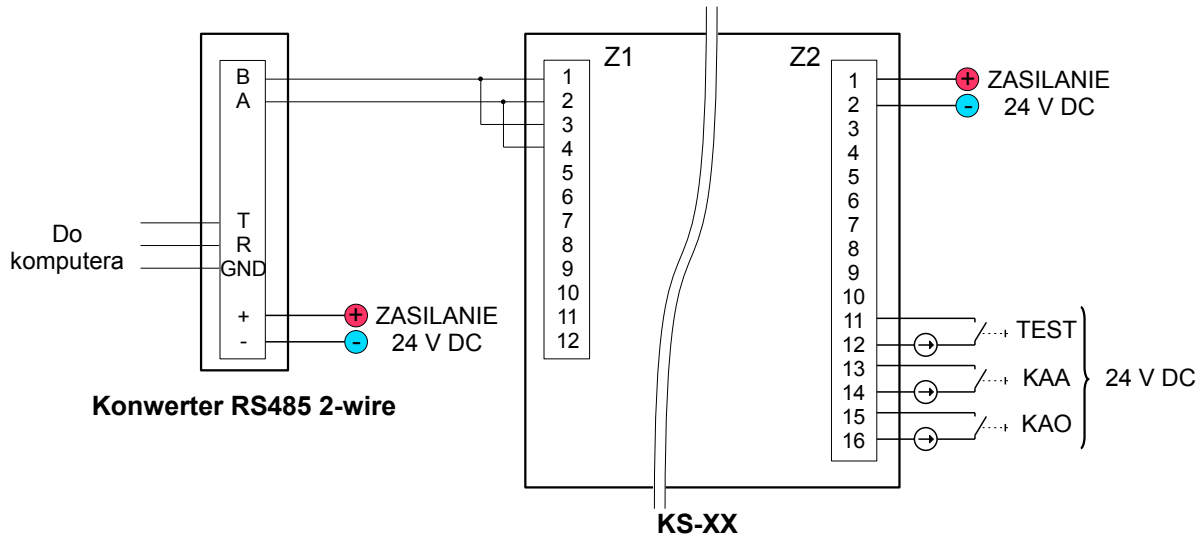 B
A
T
R
GND
+
-
Do
komputera
+ ZASILANIE
- 24 V DC
Konwerter RS485 2-wire
Z1
1
2
3
4
5
6
7
8
9
10
11
12
Z2
1
2
3
4
5
6
7
8
9
10
11
12
13
14
15
16
+ ZASILANIE
- 24 V DC
TEST
KAA
KAO
24 V DC
KS-XX